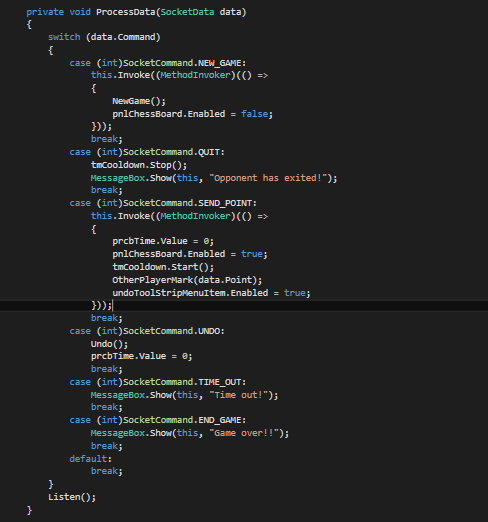 private void ProcessData(SocketData data)
{
    switch (data.Command)
    {
        case (int)SocketCommand.NEW_GAME:
            this.Invoke((MethodInvoker)(() =>
            {
                NewGame();
                pnlChessBoard.Enabled = false;
            }));
            break;
        case (int)SocketCommand.QUIT:
            tmCooldown.Stop();
            MessageBox.Show(this, "Opponent has exited!");
            break;
        case (int)SocketCommand.SEND_POINT:
            this.Invoke((MethodInvoker)(() =>
            {
                prcbTime.Value = 0;
                pnlChessBoard.Enabled = true;
                tmCooldown.Start();
                OtherPlayerMark(data.Point);
                undoToolStripMenuItem.Enabled = true;
            }));
            break;
        case (int)SocketCommand.UNDO:
            Undo();
            prcbTime.Value = 0;
            break;
        case (int)SocketCommand.TIME_OUT:
            MessageBox.Show(this, "Time out!");
            break;
        case (int)SocketCommand.END_GAME:
            MessageBox.Show(this, "Game over!!");
            break;
        default:
            break;
    }
    Listen();
}